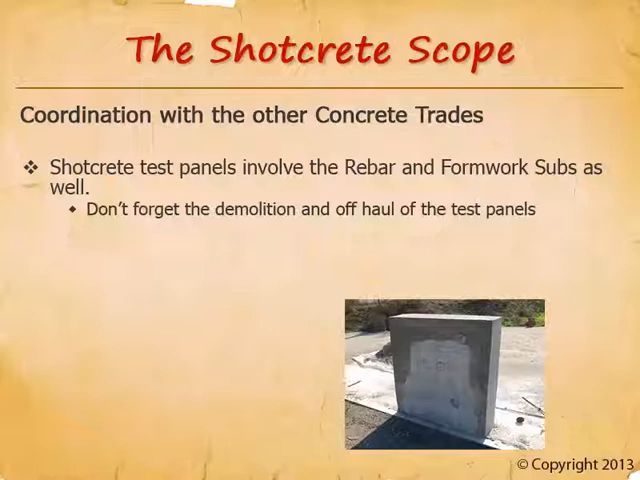 The Shotcrete Scope
Coordination with the other Concrete Trades
❖ Shotcrete test panels involve the Rebar and Formwork Subs as
well.
◆ Don't forget the demolition and off haul of the test panels
© Copyright 2013